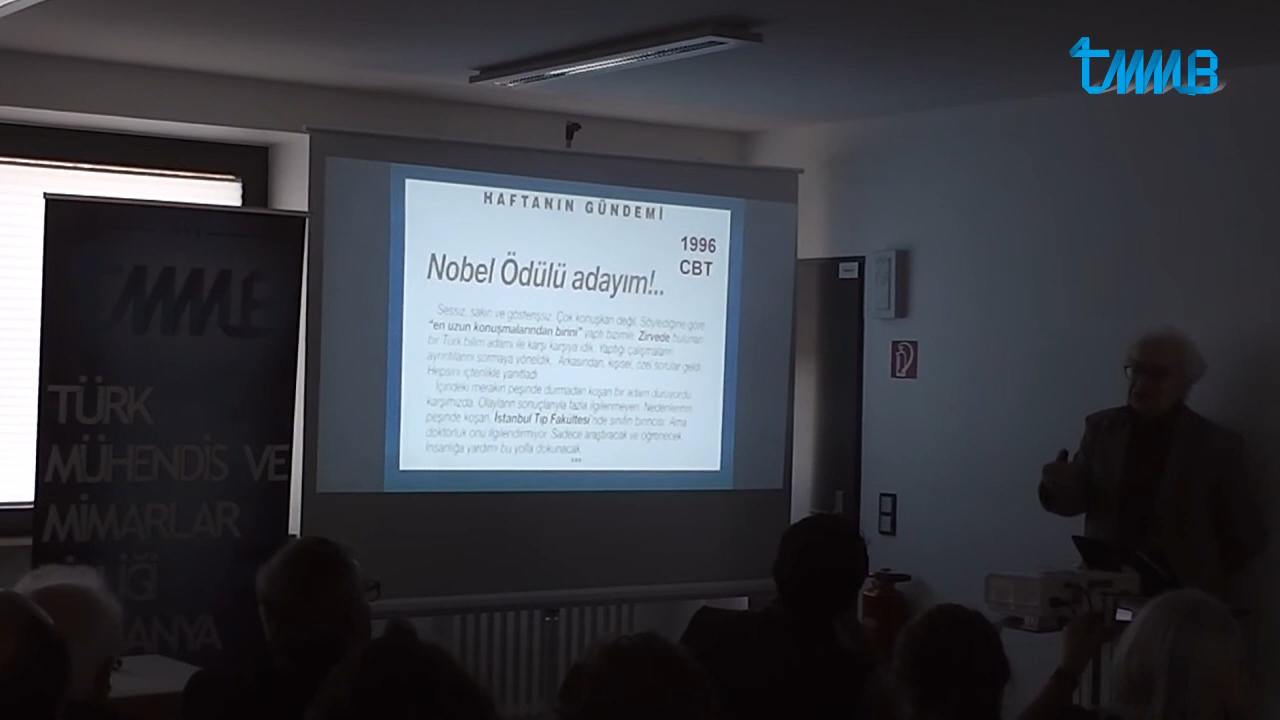 tmmb
HAFTANIN GÜNDEMİ
1996
CBT
Nobel Ödülü adayım!..
Sessiz, sakin ve gösterişsiz. Çok konuşkan değil. Söylediğine göre
"en uzun konuşmalarından birini" yaptı bizimle. Zirvede bulunan
bir Türk bilim adamı ile karşı karşıya idik. Yaptığı çalışmaların
ayrıntılarını sormaya yöneldik. Arkasından, kişisel, özel sorular geldi.
Hepsini içtenlikle yanıtladı.
İçindeki merakın peşinde durmadan koşan bir adam duruyordu
karşımızda. Olayların sonuçlarıyla fazla ilgilenmeyen. Nedenlerinin
peşinde koşan. İstanbul Tıp Fakültesi'nde sınıfın birincisi. Ama
doktorluk onu ilgilendirmiyor. Sadece araştıracak ve öğrenecek.
İnsanlığa yardımı bu yolla dokunacak.
***
tmmb
TÜRK
MÜHENDİS VE
MİMARLAR